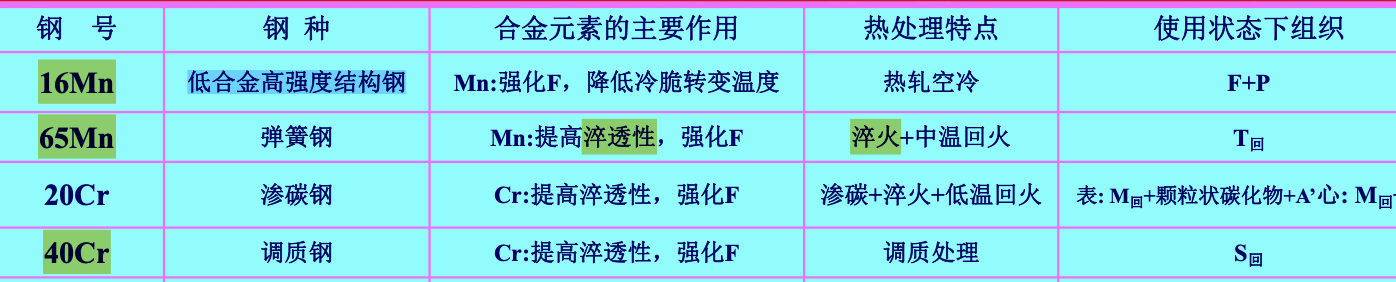 钢 号 钢 种 合金元素的主要作用 热处理特点 使用状态下组织
16Mn 低合金高强度结构钢 Mn:强化F，降低冷脆转变温度 热轧空冷 F+P
65Mn 弹簧钢 Mn:提高淬透性，强化F 淬火+中温回火 T回
20Cr 渗碳钢 Cr:提高淬透性，强化F 渗碳+淬火+低温回火 表: M回+颗粒状碳化物+A’心: M回+
40Cr 调质钢 Cr:提高淬透性，强化F 调质处理 S回